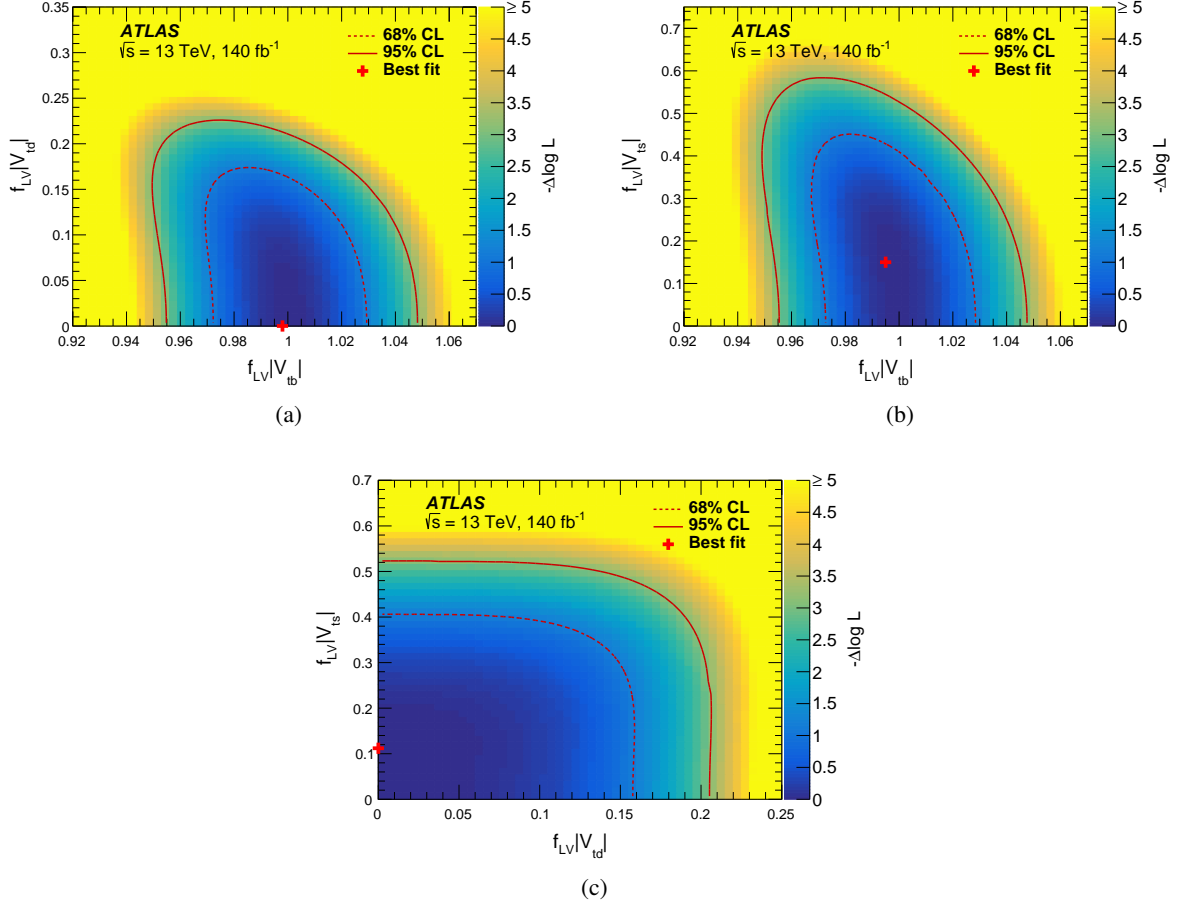 ATLAS
√s = 13 TeV, 140 fb⁻¹
68% CL
95% CL
Best fit
≥ 5
4.5
4
3.5
3
2.5
2
1.5
1
0.5
0
-Δlog L
0.35
0.3
0.25
0.2
0.15
0.1
0.05
0
f_LV|V_td|
0.92 0.94 0.96 0.98 1 1.02 1.04 1.06
f_LV|V_tb|
(a)
ATLAS
√s = 13 TeV, 140 fb⁻¹
68% CL
95% CL
Best fit
≥ 5
4.5
4
3.5
3
2.5
2
1.5
1
0.5
0
-Δlog L
0.7
0.6
0.5
0.4
0.3
0.2
0.1
0
f_LV|V_ts|
0.92 0.94 0.96 0.98 1 1.02 1.04 1.06
f_LV|V_tb|
(b)
ATLAS
√s = 13 TeV, 140 fb⁻¹
68% CL
95% CL
Best fit
≥ 5
4.5
4
3.5
3
2.5
2
1.5
1
0.5
0
-Δlog L
0.7
0.6
0.5
0.4
0.3
0.2
0.1
0
f_LV|V_ts|
0 0.05 0.1 0.15 0.2 0.25
f_LV|V_td|
(c)